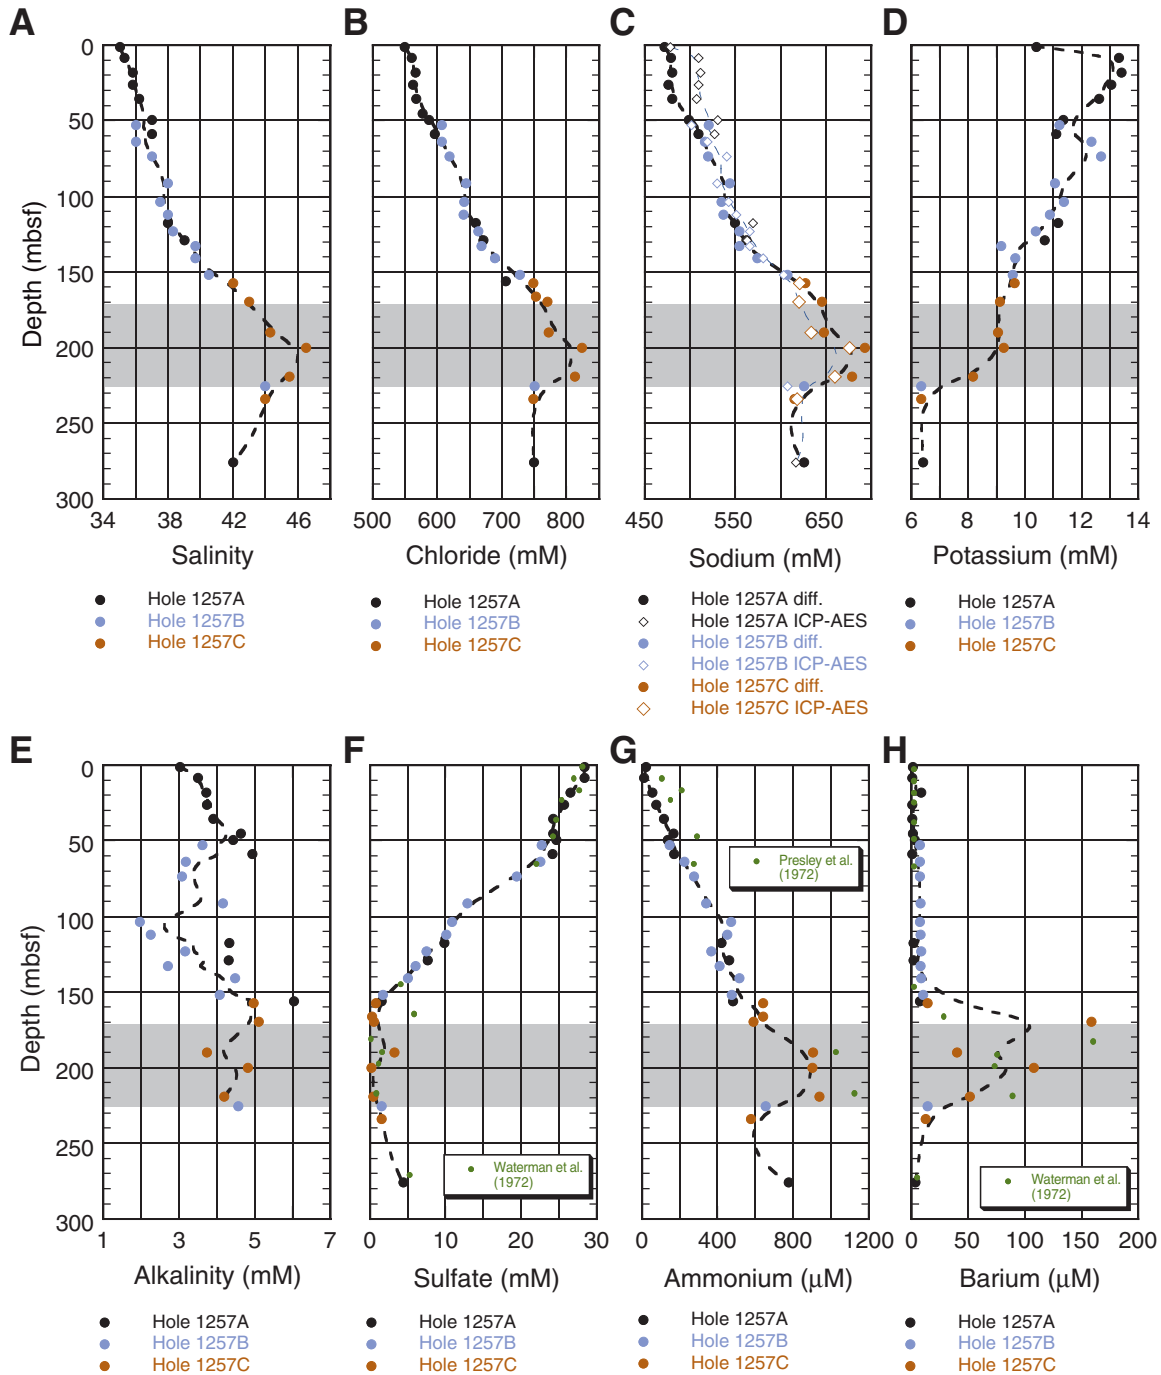 A
B
C
D
0
50
100
150
200
250
300
Depth (mbsf)
34 38 42 46
500 600 700 800
450 550 650
6 8 10 12 14
Salinity
Chloride (mM)
Sodium (mM)
Potassium (mM)
Hole 1257A
Hole 1257B
Hole 1257C
Hole 1257A
Hole 1257B
Hole 1257C
Hole 1257A diff.
Hole 1257A ICP-AES
Hole 1257B diff.
Hole 1257B ICP-AES
Hole 1257C diff.
Hole 1257C ICP-AES
Hole 1257A
Hole 1257B
Hole 1257C
E
F
G
H
0
50
100
150
200
250
300
Depth (mbsf)
Presley et al.
(1972)
Waterman et al.
(1972)
Waterman et al.
(1972)
1 3 5 7
0 10 20 30
0 400 800 1200
0 50 100 150 200
Alkalinity (mM)
Sulfate (mM)
Ammonium (μM)
Barium (μM)
Hole 1257A
Hole 1257B
Hole 1257C
Hole 1257A
Hole 1257B
Hole 1257C
Hole 1257A
Hole 1257B
Hole 1257C
Hole 1257A
Hole 1257B
Hole 1257C